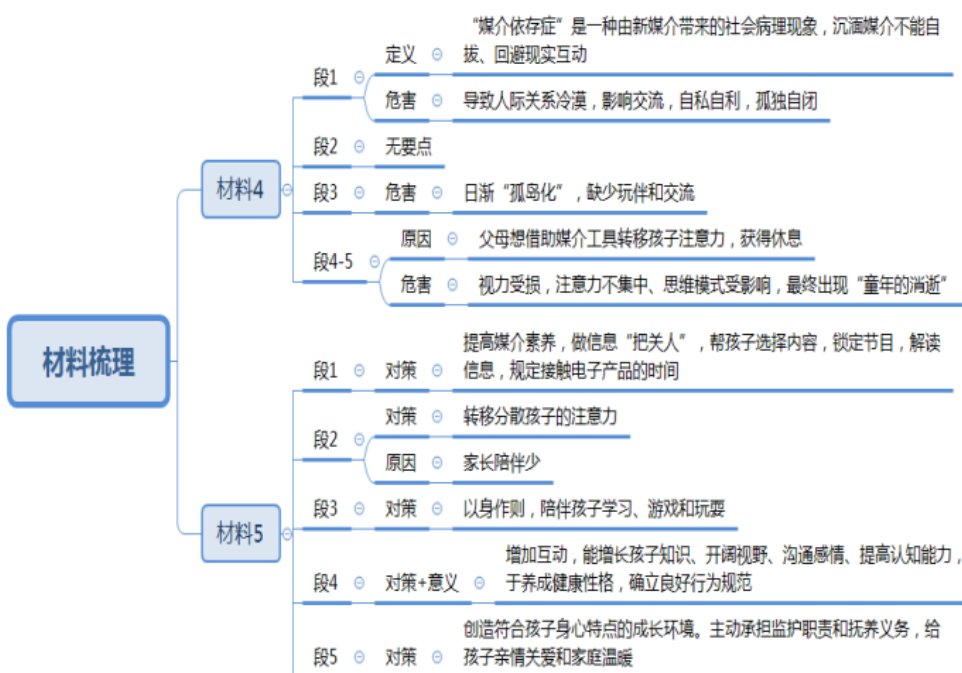 材料梳理
材料4
段1
定义
“媒介依存症”是一种由新媒介带来的社会病理现象，沉湎媒介不能自
拔、回避现实互动
危害
导致人际关系冷漠，影响交流，自私自利，孤独自闭
段2
无要点
段3
危害
日渐“孤岛化”，缺少玩伴和交流
段4-5
原因
父母想借助媒介工具转移孩子注意力，获得休息
危害
视力受损，注意力不集中、思维模式受影响，最终出现“童年的消逝”
材料5
段1
对策
提高媒介素养，做信息“把关人”，帮孩子选择内容，锁定节目，解读
信息，规定接触电子产品的时间
段2
对策
转移分散孩子的注意力
原因
家长陪伴少
段3
对策
以身作则，陪伴孩子学习、游戏和玩耍
段4
对策+意义
增加互动，能增长孩子知识、开阔视野、沟通感情、提高认知能力，
于养成健康性格，确立良好行为规范
段5
对策
创造符合孩子身心特点的成长环境。主动承担监护职责和抚养义务，给
孩子亲情关爱和家庭温暖